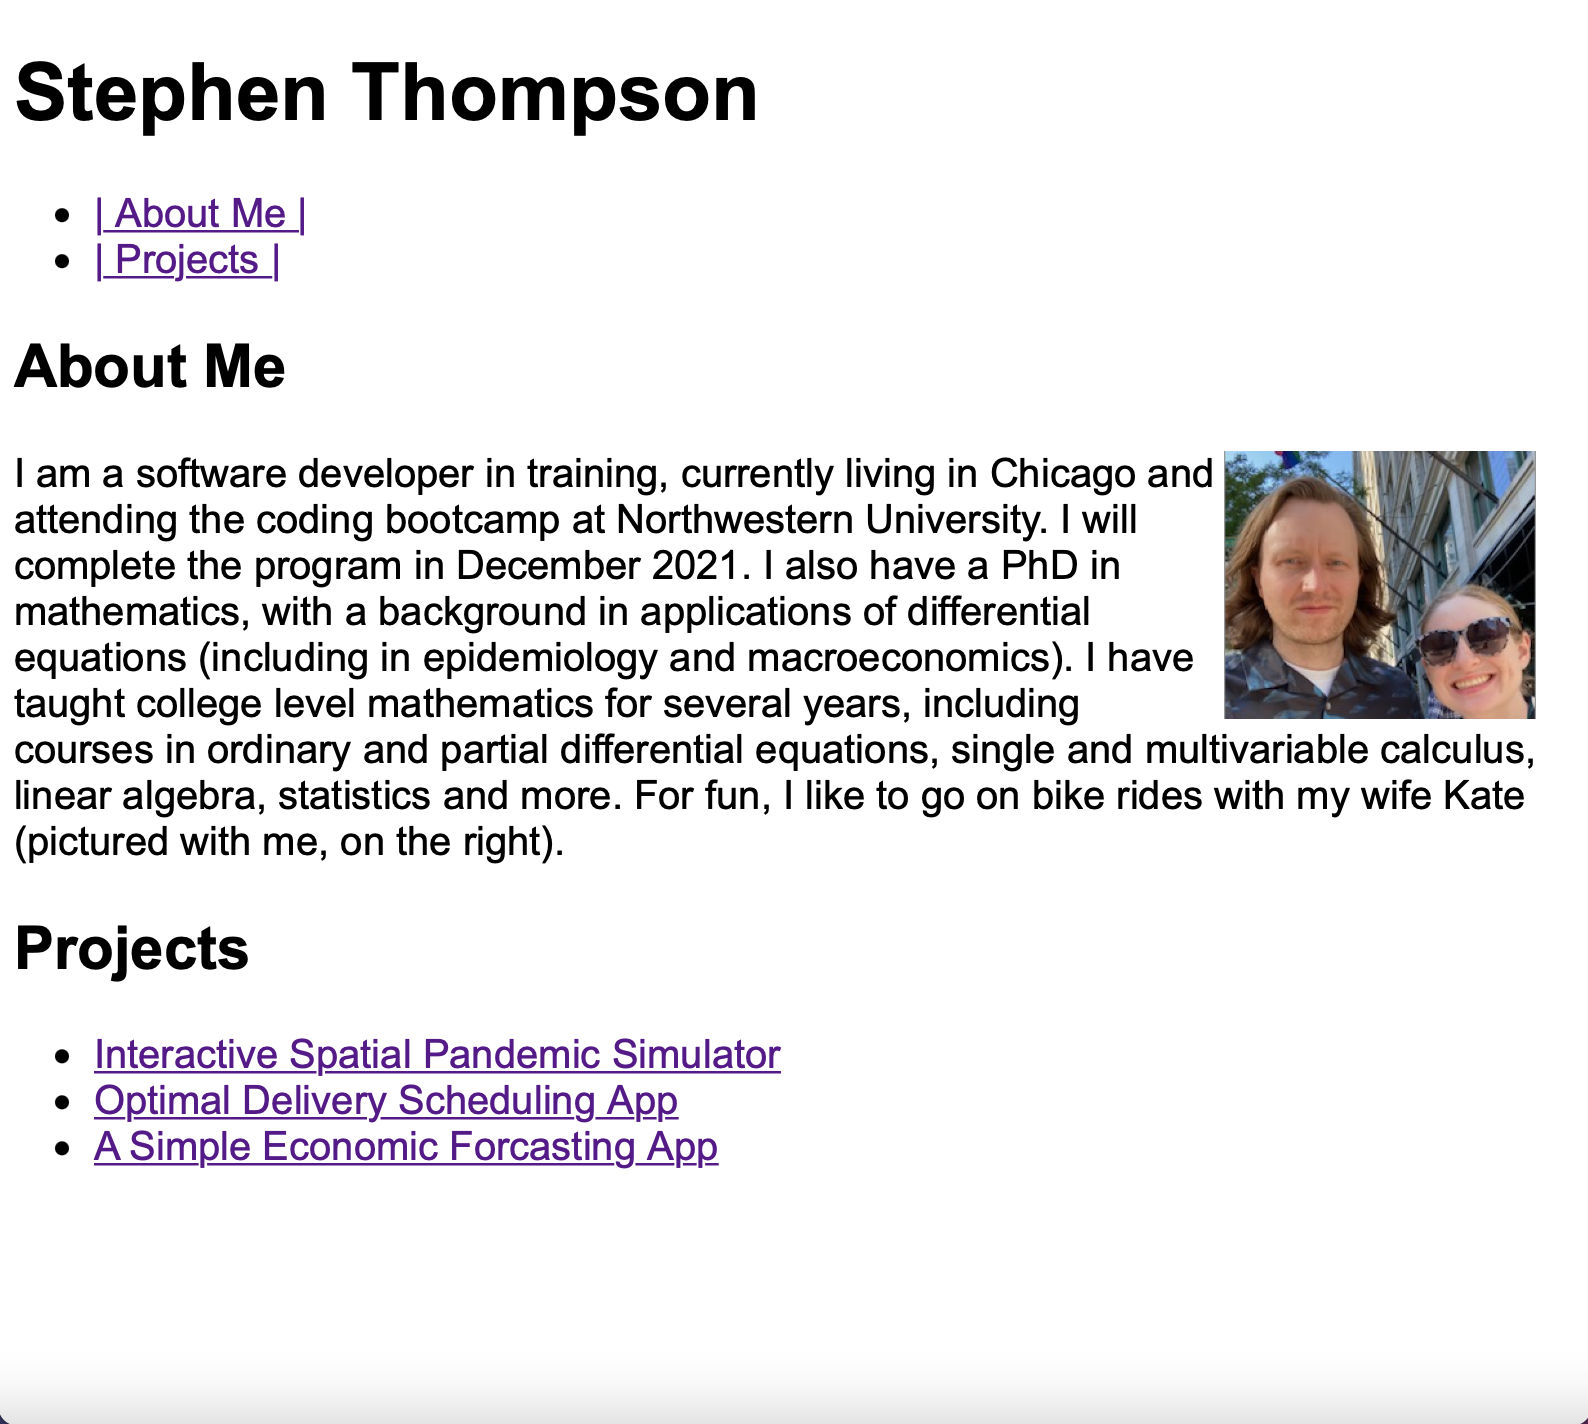 Stephen Thompson
| About Me |
| Projects |
About Me
I am a software developer in training, currently living in Chicago and
attending the coding bootcamp at Northwestern University. I will
complete the program in December 2021. I also have a PhD in
mathematics, with a background in applications of differential
equations (including in epidemiology and macroeconomics). I have
taught college level mathematics for several years, including
courses in ordinary and partial differential equations, single and multivariable calculus,
linear algebra, statistics and more. For fun, I like to go on bike rides with my wife Kate
(pictured with me, on the right).
Projects
Interactive Spatial Pandemic Simulator
Optimal Delivery Scheduling App
A Simple Economic Forcasting App